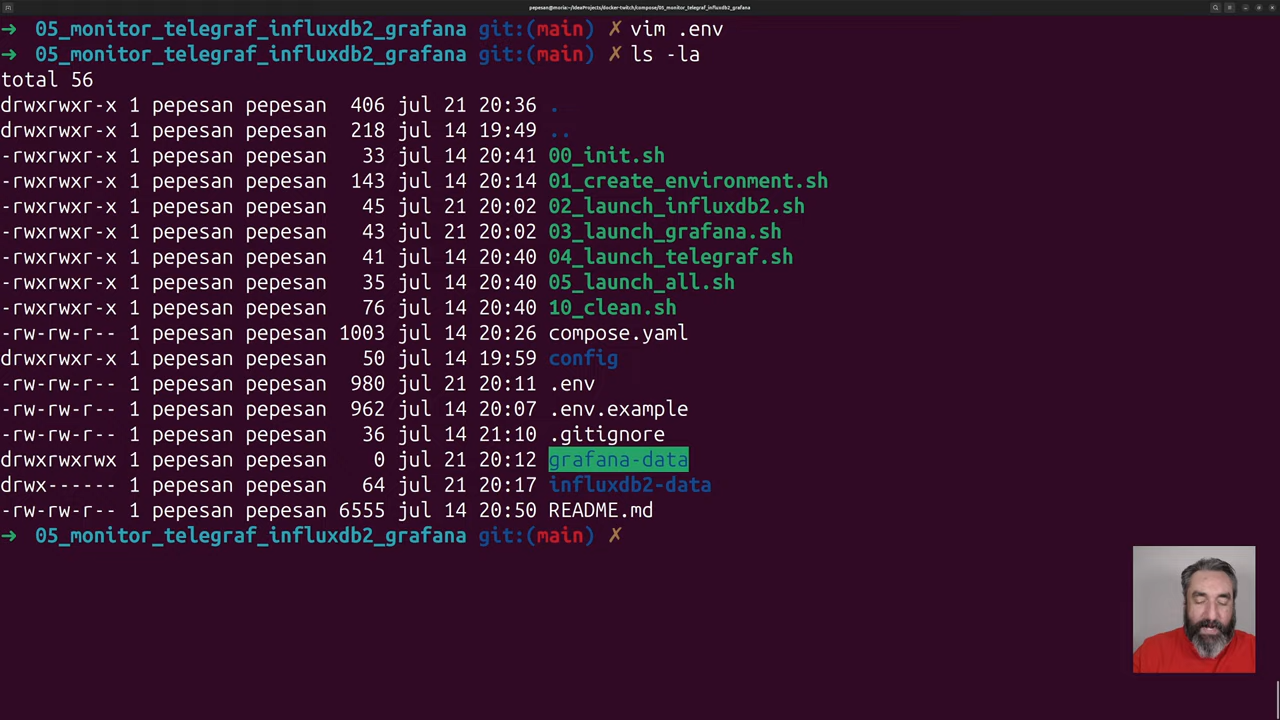 pepesan@moria:~/IdeaProjects/docker-twitch/compose/05_monitor_telegraf_influxdb2_grafana
➜ 05_monitor_telegraf_influxdb2_grafana git:(main) ✗ vim .env
➜ 05_monitor_telegraf_influxdb2_grafana git:(main) ✗ ls -la
total 56
drwxrwxr-x 1 pepesan pepesan 406 jul 21 20:36 .
drwxrwxr-x 1 pepesan pepesan 218 jul 14 19:49 ..
-rwxrwxr-x 1 pepesan pepesan 33 jul 14 20:41 00_init.sh
-rwxrwxr-x 1 pepesan pepesan 143 jul 14 20:14 01_create_environment.sh
-rwxrwxr-x 1 pepesan pepesan 45 jul 21 20:02 02_launch_influxdb2.sh
-rwxrwxr-x 1 pepesan pepesan 43 jul 21 20:02 03_launch_grafana.sh
-rwxrwxr-x 1 pepesan pepesan 41 jul 14 20:40 04_launch_telegraf.sh
-rwxrwxr-x 1 pepesan pepesan 35 jul 14 20:40 05_launch_all.sh
-rwxrwxr-x 1 pepesan pepesan 76 jul 14 20:40 10_clean.sh
-rw-rw-r-- 1 pepesan pepesan 1003 jul 14 20:26 compose.yaml
drwxrwxr-x 1 pepesan pepesan 50 jul 14 19:59 config
-rw-rw-r-- 1 pepesan pepesan 980 jul 21 20:11 .env
-rw-rw-r-- 1 pepesan pepesan 962 jul 14 20:07 .env.example
-rw-rw-r-- 1 pepesan pepesan 36 jul 14 21:10 .gitignore
drwxrwxrwx 1 pepesan pepesan 0 jul 21 20:12 grafana-data
drwx------ 1 pepesan pepesan 64 jul 21 20:17 influxdb2-data
-rw-rw-r-- 1 pepesan pepesan 6555 jul 14 20:50 README.md
➜ 05_monitor_telegraf_influxdb2_grafana git:(main) ✗